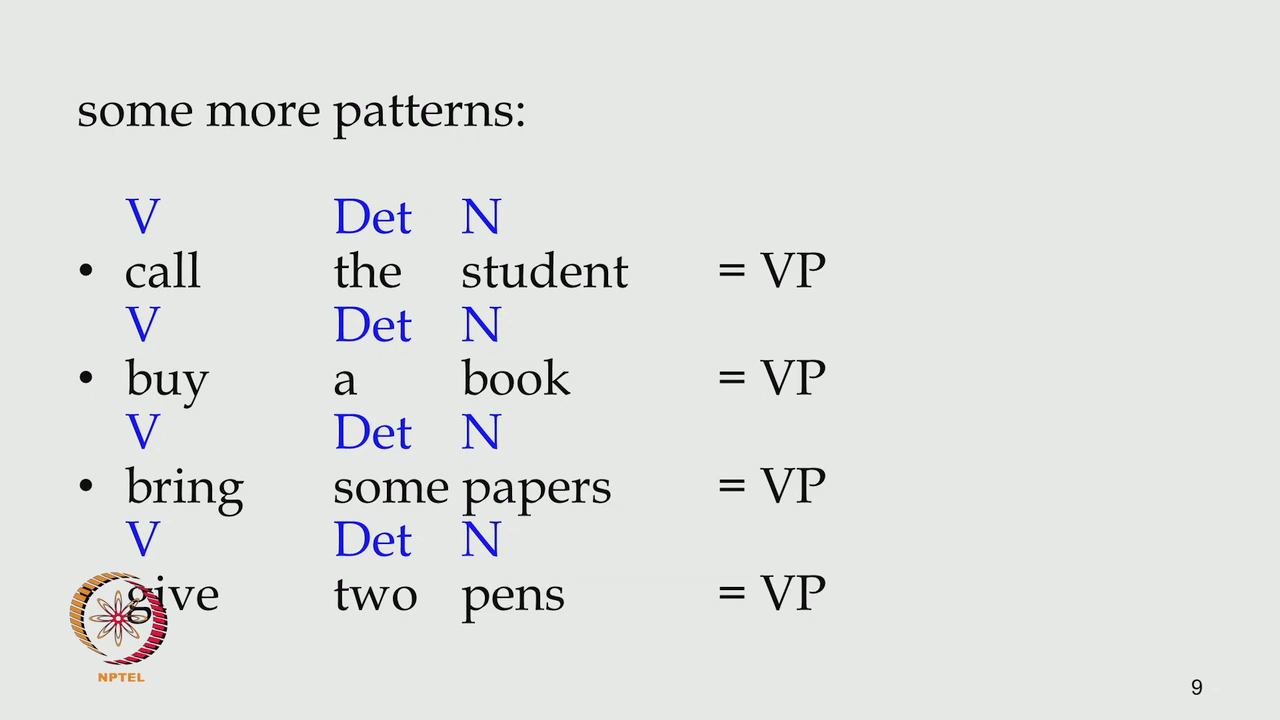 some more patterns:
V Det N
• call the student = VP
V Det N
• buy a book = VP
V Det N
• bring some papers = VP
V Det N
give two pens = VP
NPTEL
9